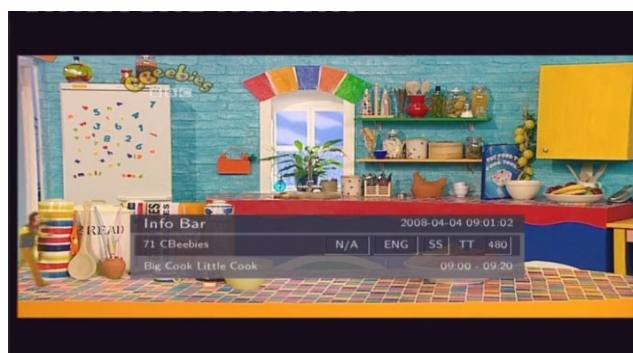 CBeebies
BBC
READ
Info Bar 2008-04-04 09:01:02
71 CBeebies N/A ENG SS TT 480
Big Cook Little Cook 09:00 - 09:20